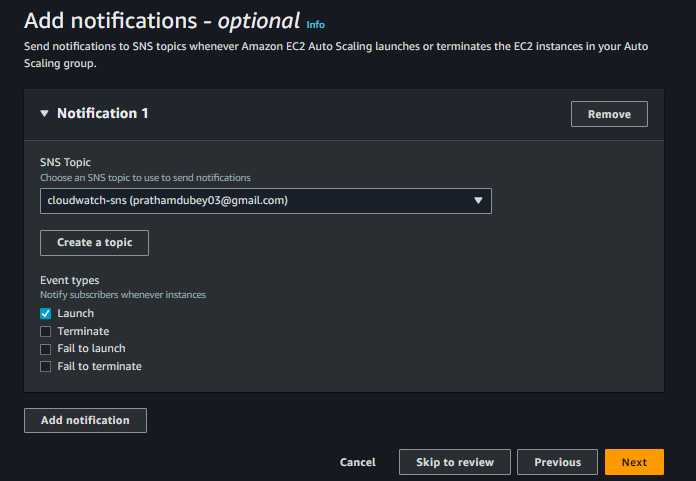 Add notifications - optional Info
Send notifications to SNS topics whenever Amazon EC2 Auto Scaling launches or terminates the EC2 instances in your Auto
Scaling group.
Notification 1
Remove
SNS Topic
Choose an SNS topic to use to send notifications
cloudwatch-sns (prathamdubey03@gmail.com)
Create a topic
Event types
Notify subscribers whenever instances
Launch
Terminate
Fail to launch
Fail to terminate
Add notification
Cancel
Skip to review
Previous
Next